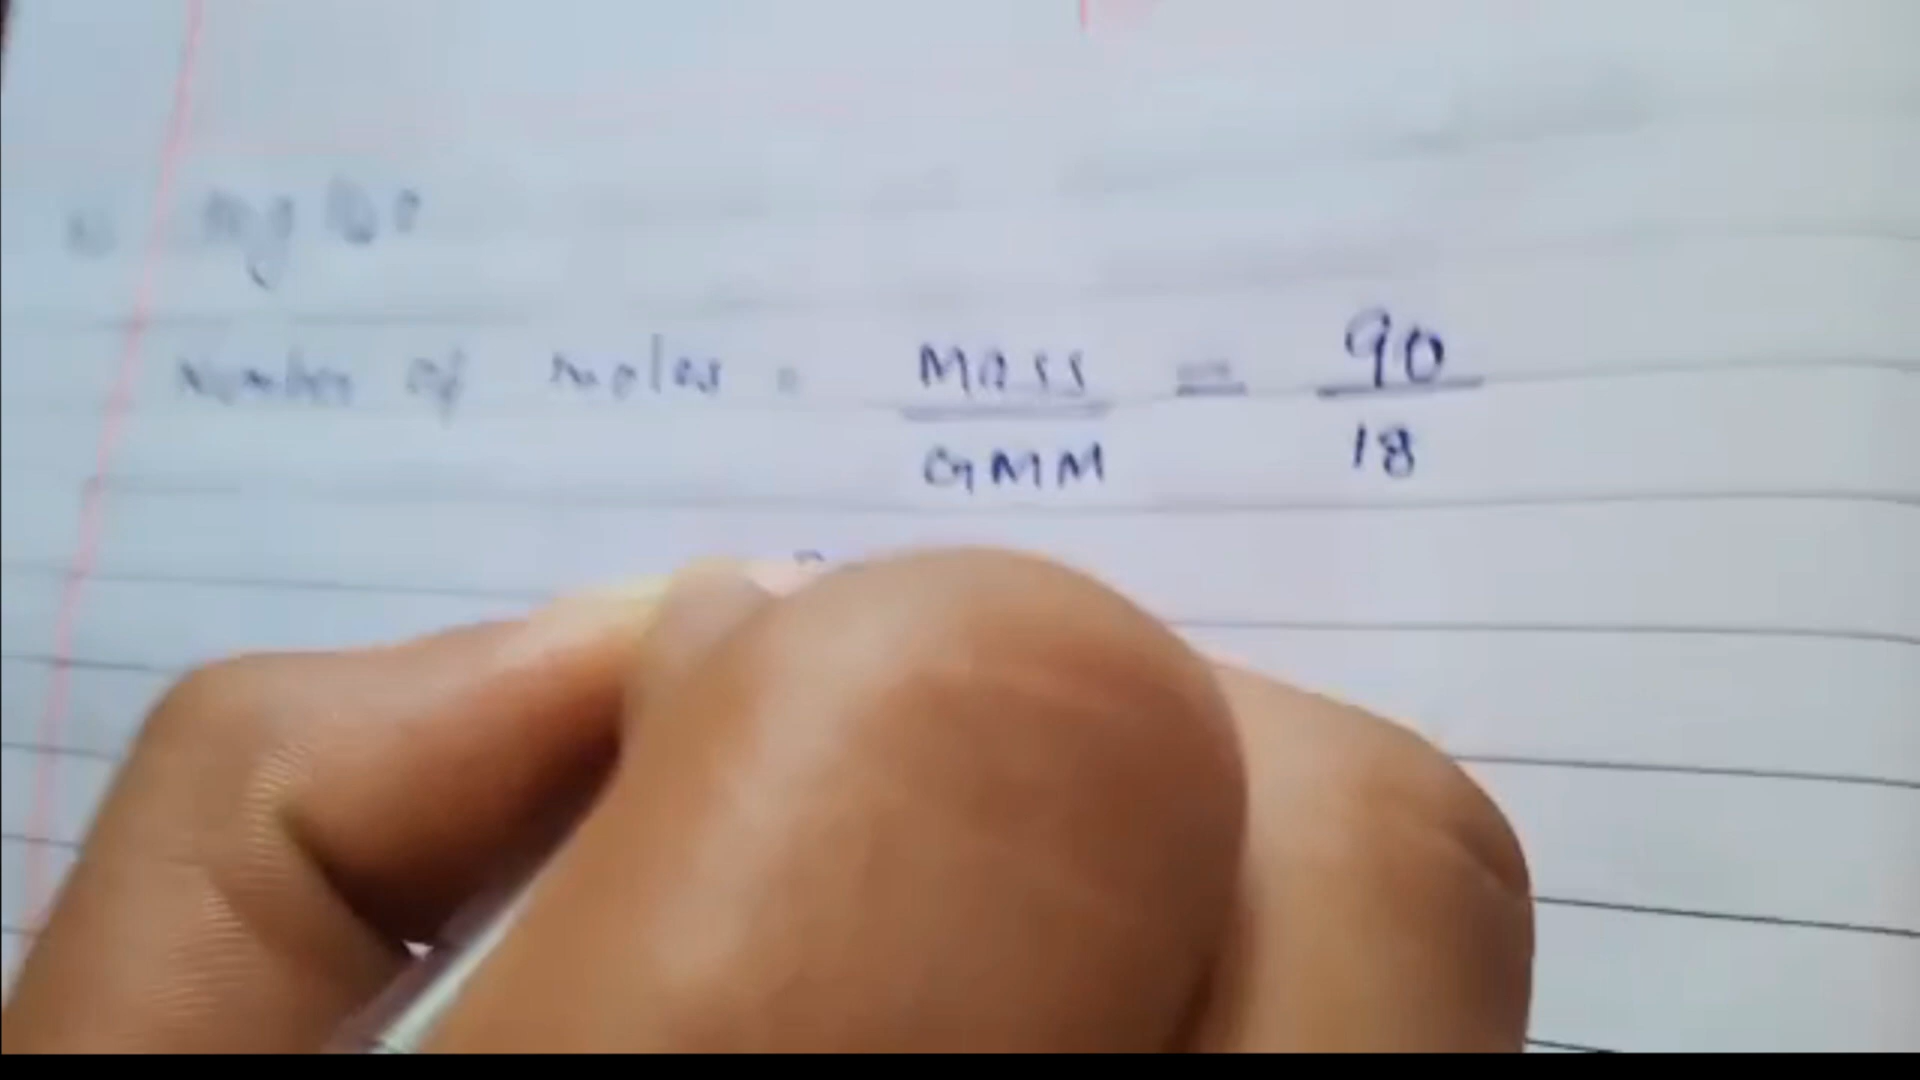 Number of moles = Mass / GMM = 90 / 18